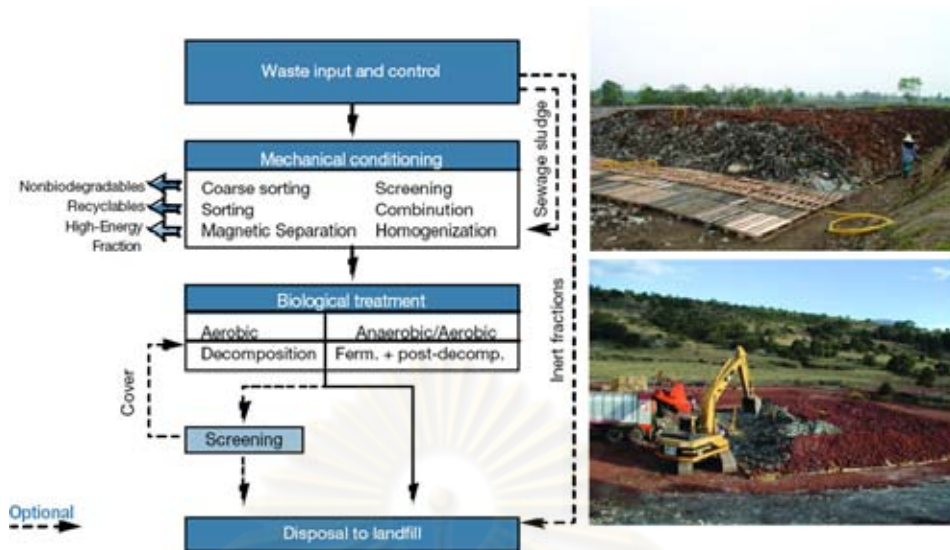 Waste input and control
Mechanical conditioning
Nonbiodegradables
Recyclables
High-Energy
Fraction
Coarse sorting Screening
Sorting Combinution
Magnetic Separation Homogenization
Sewage sludge
Inert fractions
Biological treatment
Aerobic Anaerobic/Aerobic
Decomposition Ferm. + post-decomp.
Cover
Screening
Optional
Disposal to landfill